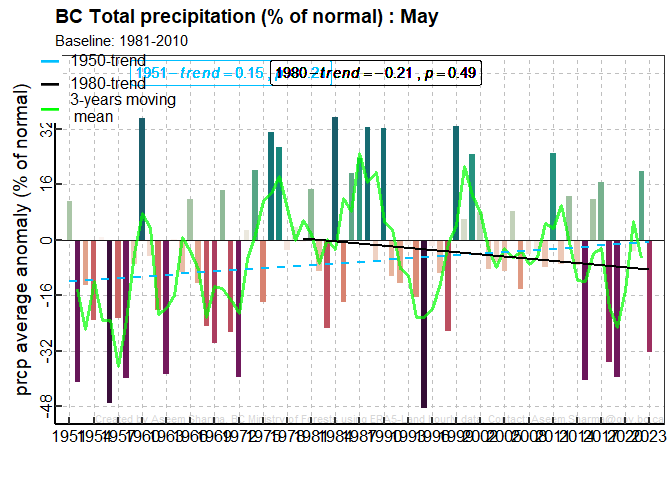 BC Total precipitation (% of normal) : May
Baseline: 1981-2010
1950-trend
1980-trend
3-years moving
mean
1951−trend = 0.15 , p
1980 −trend = −0.21 , p = 0.49
prcp average anomaly (% of normal)
32
16
0
-16
-32
-48
1951 1954 1957 1960 1963 1966 1969 1972 1975 1978 1981 1984 1987 1990 1993 1996 1999 2002 2005 2008 2011 2014 2017 2020 2023